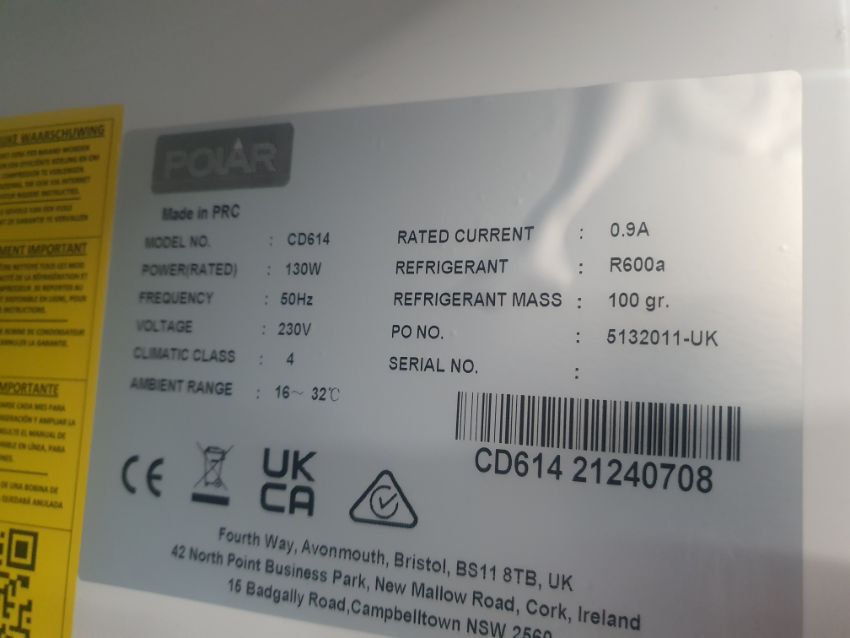 POLAR
Made in PRC
MODEL NO. : CD614
POWER(RATED) : 130W
FREQUENCY : 50Hz
VOLTAGE : 230V
CLIMATIC CLASS : 4
AMBIENT RANGE : 16~ 32℃
RATED CURRENT : 0.9A
REFRIGERANT : R600a
REFRIGERANT MASS : 100 gr.
PO NO. : 5132011-UK
SERIAL NO. :
CD614 21240708
CE
UK
CA
Fourth Way, Avonmouth, Bristol, BS11 8TB, UK
42 North Point Business Park, New Mallow Road, Cork, Ireland
15 Badgally Road,Campbelltown NSW 2560
WAARSCHUWING
IMPORTANT